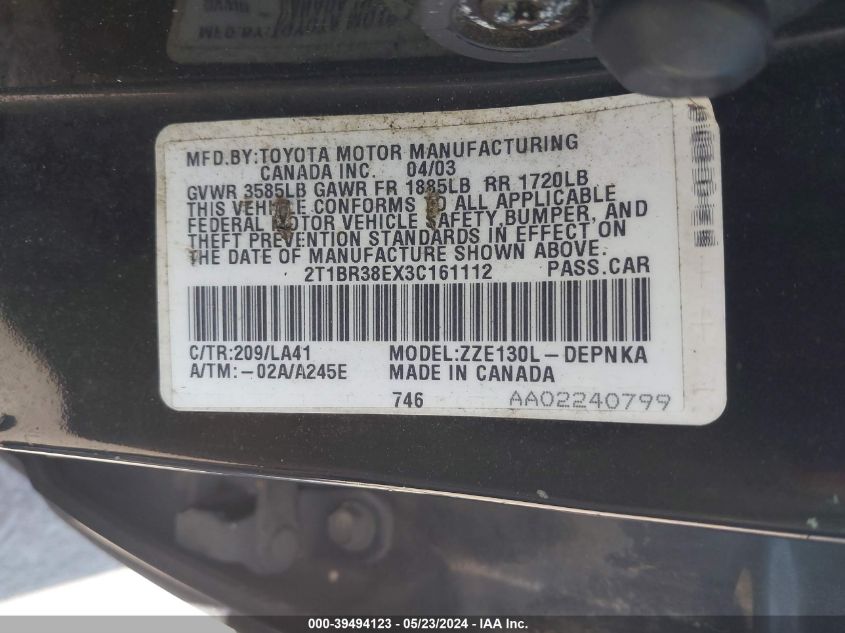 MFD.BY:TOYOTA MOTOR MANUFACTURING
CANADA INC. 04/03
GVWR 3585LB GAWR FR 1885LB RR 1720LB
THIS VEHICLE CONFORMS TO ALL APPLICABLE
FEDERAL MOTOR VEHICLE SAFETY,BUMPER, AND
THEFT PREVENTION STANDARDS IN EFFECT ON
THE DATE OF MANUFACTURE SHOWN ABOVE.
2T1BR38EX3C161112 PASS.CAR
C/TR:209/LA41 MODEL:ZZE130L-DEPNKA
A/TM:-02A/A245E MADE IN CANADA
746 AA02240799
000-39494123 - 05/23/2024 - IAA Inc.